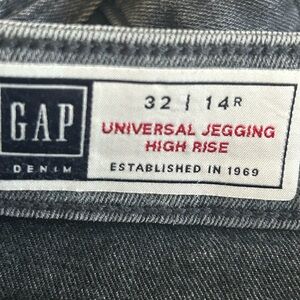 GAP
DENIM
32 | 14R
UNIVERSAL JEGGING
HIGH RISE
ESTABLISHED IN 1969